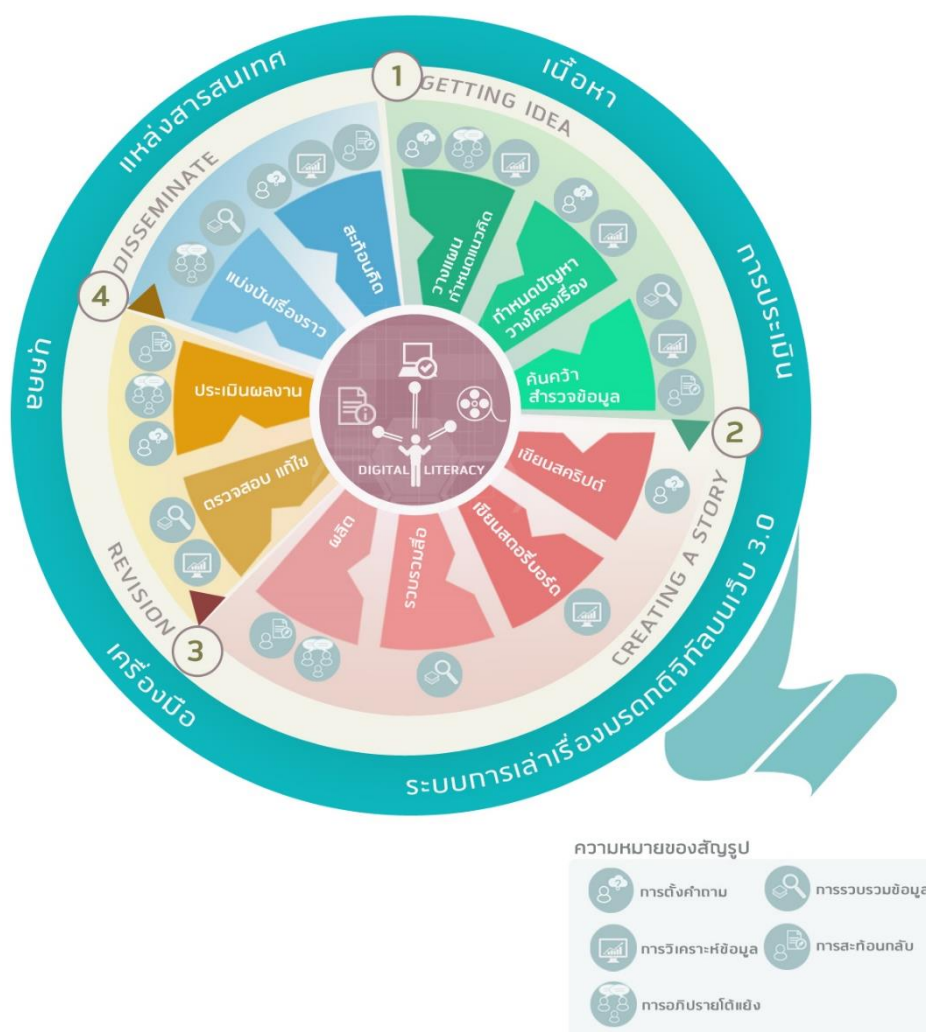 แหล่งสารสนเทศ
เนื้อหา
การประเมิน
ระบบการเล่าเรื่องมรดกดิจิทัลบนเว็บ 3.0
เครื่องมือ
บุคคล
1
GETTING IDEA
วางแผน
กำหนดแนวคิด
กำหนดปัญหา
วางโครงเรื่อง
ค้นคว้า
สำรวจข้อมูล
2
CREATING A STORY
เขียนสคริปต์
เขียนสตอรี่บอร์ด
รวบรวมสื่อ
ผลิต
3
REVISION
ตรวจสอบ แก้ไข
ประเมินผลงาน
4
DISSEMINATE
แบ่งปันเรื่องราว
สะท้อนคิด
DIGITAL LITERACY
ความหมายของสัญรูป
การตั้งคำถาม
การรวบรวมข้อมูล
การวิเคราะห์ข้อมูล
การสะท้อนกลับ
การอภิปรายโต้แย้ง